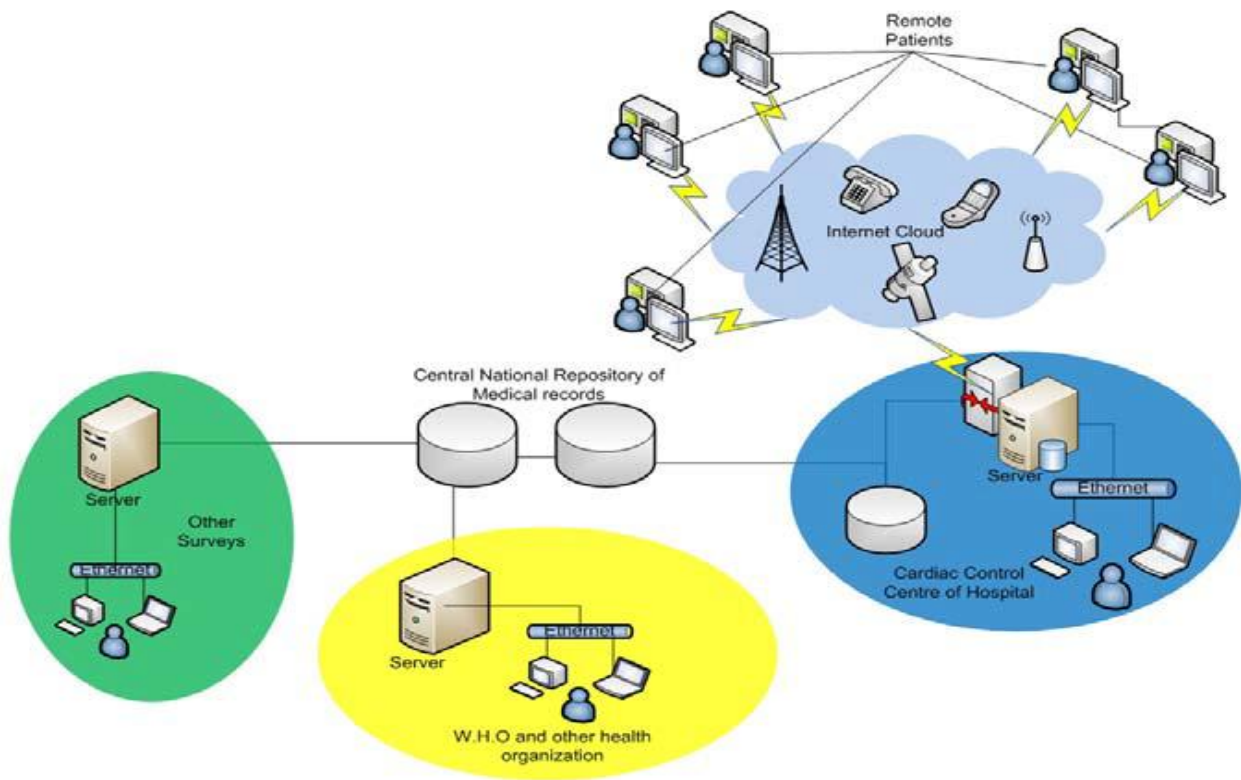 Remote
Patients
Internet Cloud
Central National Repository of
Medical records
Server
Other
Surveys
Ethernet
Server
Ethernet
W.H.O and other health
organization
Server
Ethernet
Cardiac Control
Centre of Hospital